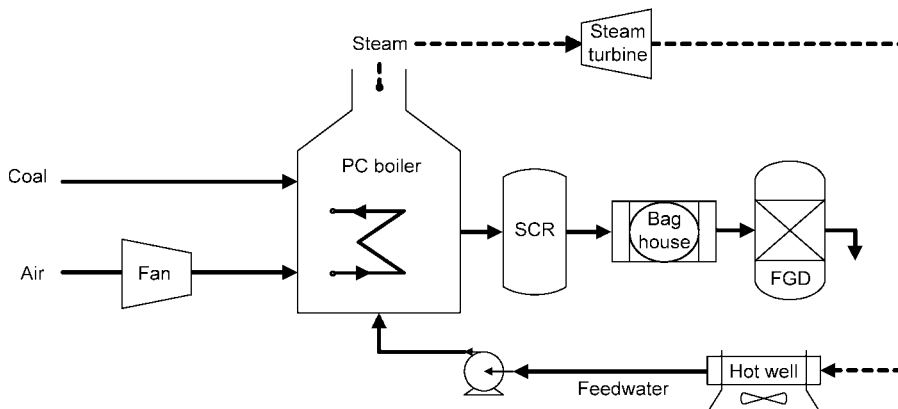 Steam
Steam
turbine
Coal
PC boiler
SCR
Bag
house
Air
Fan
FGD
Hot well
Feedwater